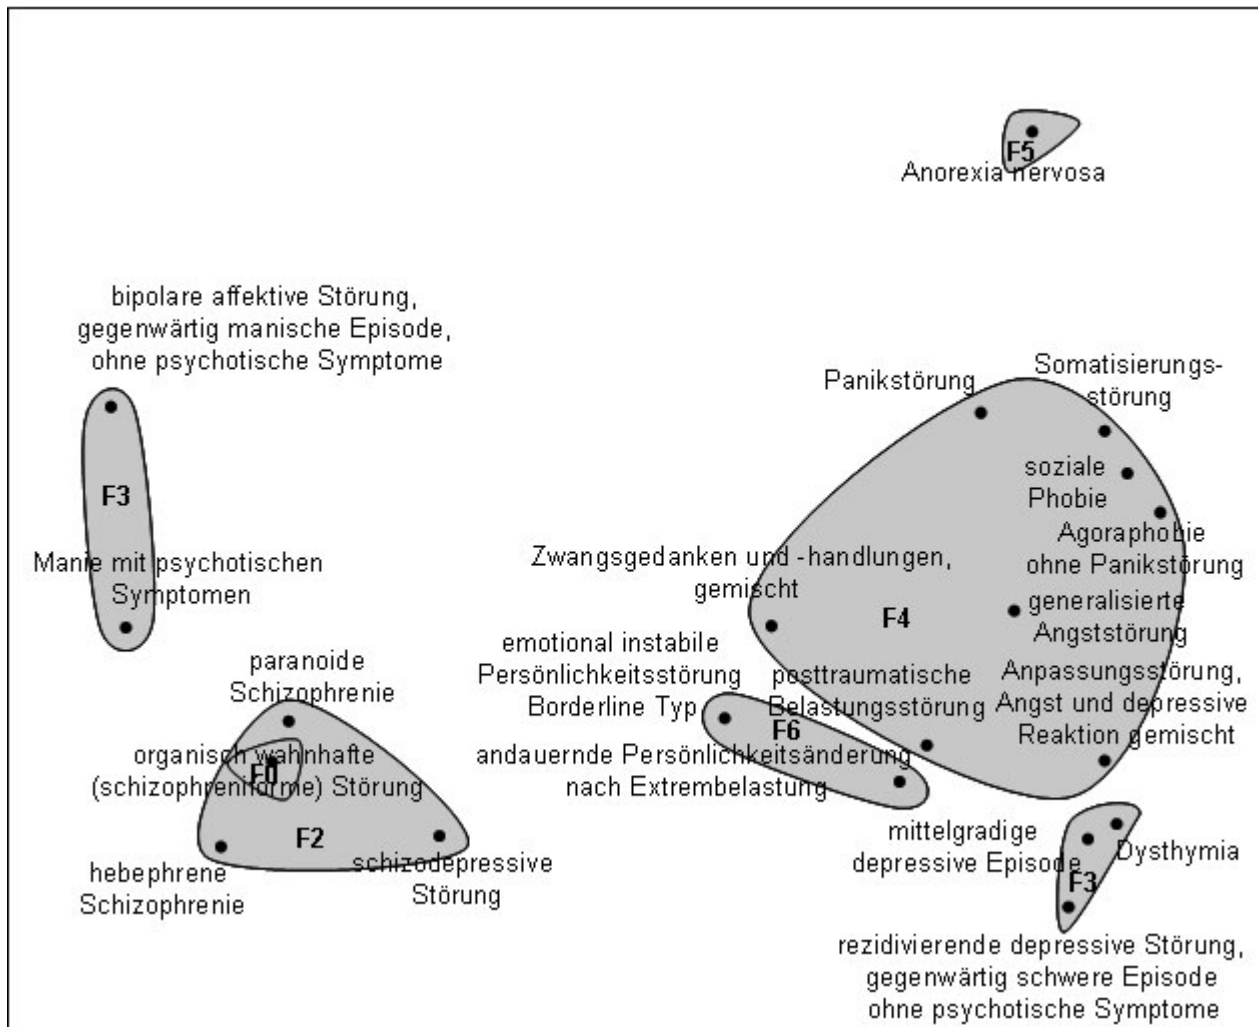 F5
Anorexia nervosa
bipolare affektive Störung,
gegenwärtig manische Episode,
ohne psychotische Symptome
F3
Manie mit psychotischen
Symptomen
Panikstörung
Somatisierungs-
störung
soziale
Phobie
Agoraphobie
ohne Panikstörung
Zwangsgedanken und -handlungen,
gemischt
F4
generalisierte
Angststörung
emotional instabile
Persönlichkeitsstörung
Borderline Typ
posttraumatische
Belastungsstörung
Anpassungsstörung,
Angst und depressive
Reaktion gemischt
F6
andauernde Persönlichkeitsänderung
nach Extrembelastung
paranoide
Schizophrenie
organisch wahnhafte
(schizophreniforme) Störung
F0
F2
hebephrene
Schizophrenie
schizodepressive
Störung
mittelgradige
depressive Episode
Dysthymia
F3
rezidivierende depressive Störung,
gegenwärtig schwere Episode
ohne psychotische Symptome